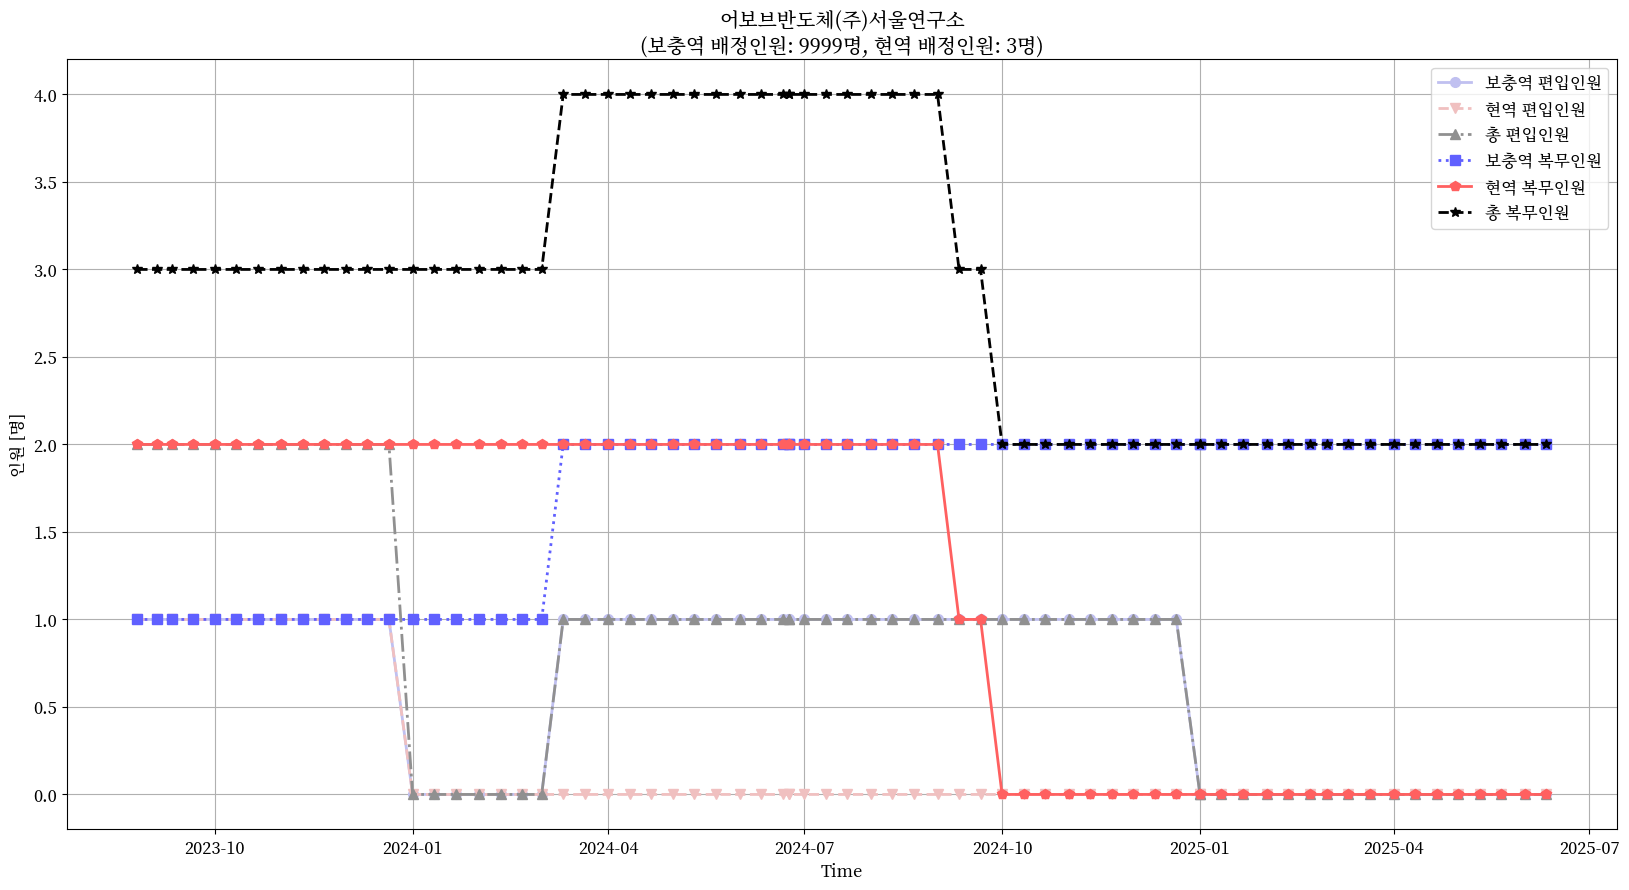 어보브반도체(주)서울연구소
(보충역 배정인원: 9999명, 현역 배정인원: 3명)
보충역 편입인원
현역 편입인원
총 편입인원
보충역 복무인원
현역 복무인원
총 복무인원
4.0
3.5
3.0
2.5
2.0
1.5
1.0
0.5
0.0
인원 [명]
2023-10
2024-01
2024-04
2024-07
2024-10
2025-01
2025-04
2025-07
Time